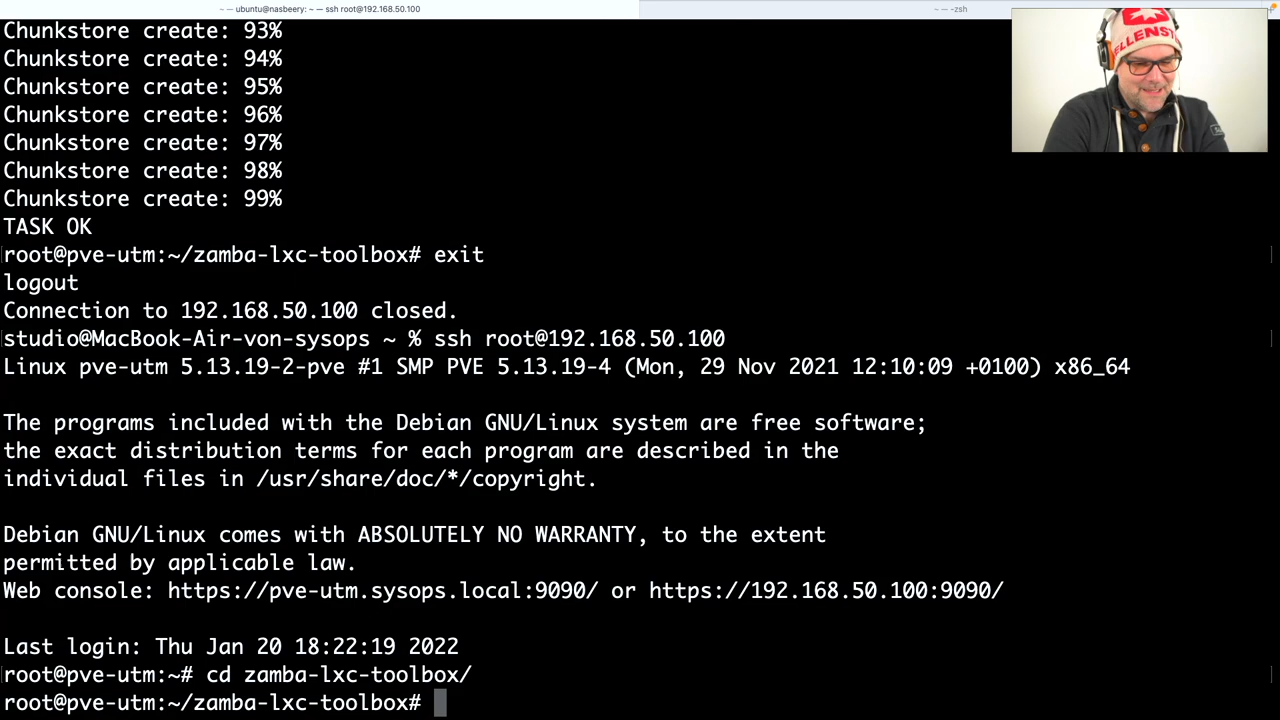 ~ — ubuntu@nasbeery: ~ — ssh root@192.168.50.100
~ — -zsh
Chunkstore create: 93%
Chunkstore create: 94%
Chunkstore create: 95%
Chunkstore create: 96%
Chunkstore create: 97%
Chunkstore create: 98%
Chunkstore create: 99%
TASK OK
root@pve-utm:~/zamba-lxc-toolbox# exit
logout
Connection to 192.168.50.100 closed.
studio@MacBook-Air-von-sysops ~ % ssh root@192.168.50.100
Linux pve-utm 5.13.19-2-pve #1 SMP PVE 5.13.19-4 (Mon, 29 Nov 2021 12:10:09 +0100) x86_64
The programs included with the Debian GNU/Linux system are free software;
the exact distribution terms for each program are described in the
individual files in /usr/share/doc/*/copyright.
Debian GNU/Linux comes with ABSOLUTELY NO WARRANTY, to the extent
permitted by applicable law.
Web console: https://pve-utm.sysops.local:9090/ or https://192.168.50.100:9090/
Last login: Thu Jan 20 18:22:19 2022
root@pve-utm:~# cd zamba-lxc-toolbox/
root@pve-utm:~/zamba-lxc-toolbox#